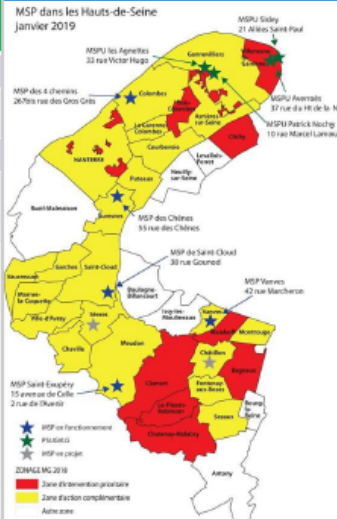 MSP dans les Hauts-de-Seine
janvier 2019
MSPU Sisley
21 Allées Saint-Paul
MSPU les Agnettes
33 rue Victor Hugo
MSPU Averroès
37 rue du Ht de la N
MSPU Patrick Nochy
10 rue Marcel Lamou
MSP des 4 chemins
267bis rue des Gros Grès
Gennevilliers
Villeneuve
Garenne
Colombes
Bois-Colombes
Asnières
sur-Seine
La Garenne
Colombes
Clichy
Courbevoie
Levallois-
Perret
NANTERRE
Neuilly-
sur-Seine
Puteaux
Rueil-Malmaison
Suresnes
MSP des Chênes
55 rue des Chênes
MSP de Saint-Cloud
30 rue Gounod
Garches
Saint-Cloud
Vaucresson
Marnes-
la-Coquette
Boulogne-
Billancourt
MSP Vanves
42 rue Marcheron
Ville-d'Avray
Sèvres
Issy-les-
Moulineaux
Vanves
Malakoff
Montrouge
Chaville
Meudon
Châtillon
Bagneux
Clamart
Fontenay-
aux-Roses
MSP Saint-Exupéry
15 avenue de Celle
2 rue de l'Avenir
Bourg-
la-Reine
Le Plessis-
Robinson
Sceaux
Châtenay-Malabry
Antony
MSP en fonctionnement
MSP en projet
ZONAGE MG 2018
Zone d'intervention prioritaire
Zone d'action complémentaire
Autre zone